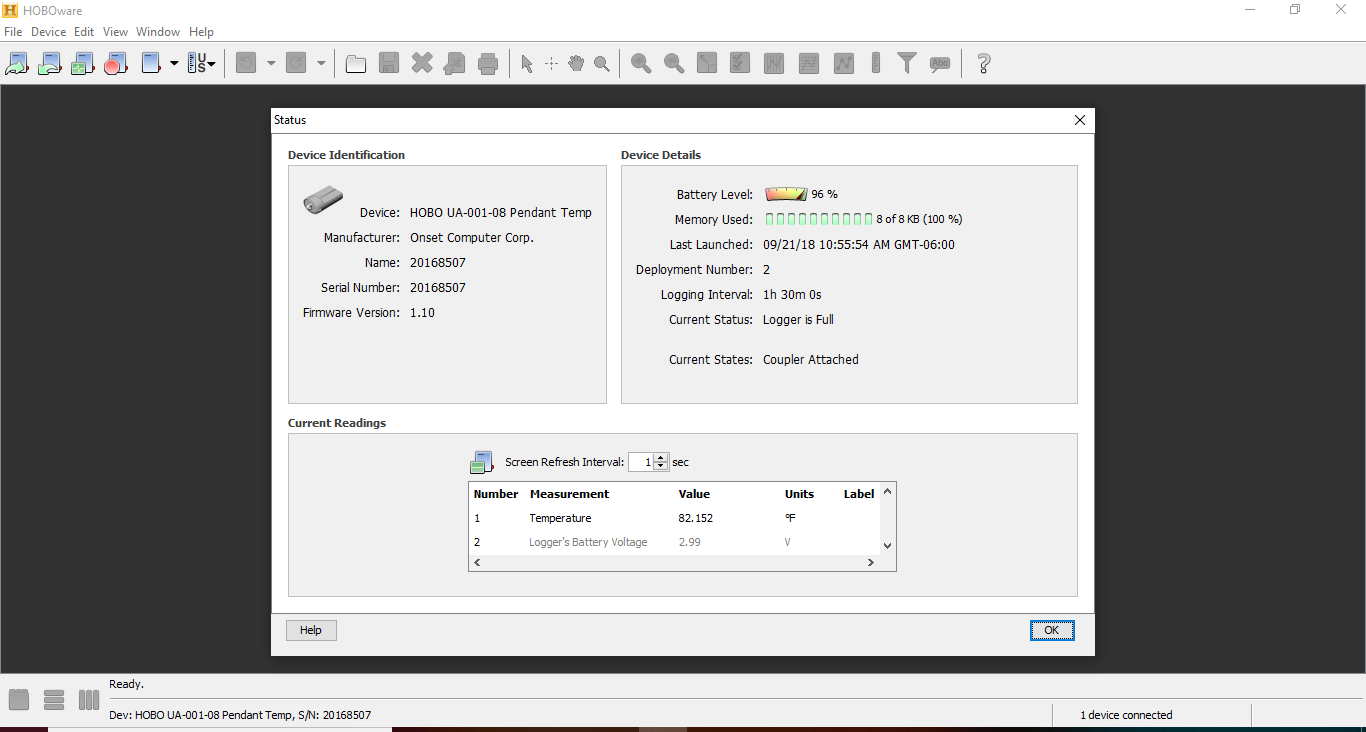 HOBOware
File Device Edit View Window Help
U
S
Abc
?
Status
Device Identification
Device: HOBO UA-001-08 Pendant Temp
Manufacturer: Onset Computer Corp.
Name: 20168507
Serial Number: 20168507
Firmware Version: 1.10
Device Details
Battery Level: 96 %
Memory Used: 8 of 8 KB (100 %)
Last Launched: 09/21/18 10:55:54 AM GMT-06:00
Deployment Number: 2
Logging Interval: 1h 30m 0s
Current Status: Logger is Full
Current States: Coupler Attached
Current Readings
Screen Refresh Interval: 1 sec
Number Measurement Value Units Label
1 Temperature 82.152 °F
2 Logger's Battery Voltage 2.99 V
Help OK
Ready.
Dev: HOBO UA-001-08 Pendant Temp, S/N: 20168507 1 device connected